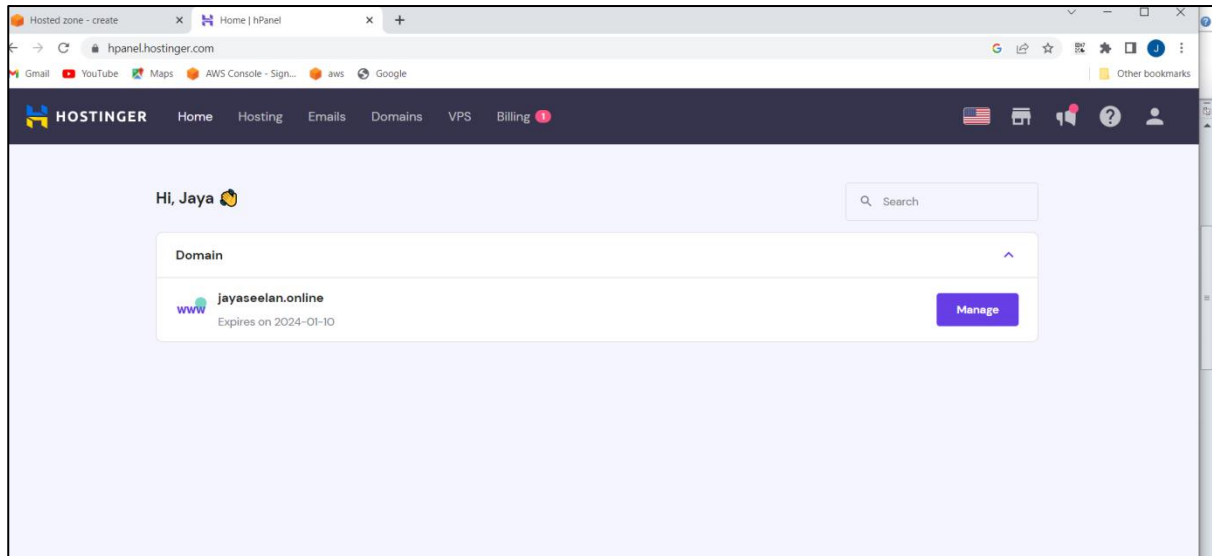 Hosted zone - create
Home | hPanel
hpanel.hostinger.com
G
J
Gmail YouTube Maps AWS Console - Sign... aws Google Other bookmarks
HOSTINGER Home Hosting Emails Domains VPS Billing 1
Hi, Jaya
Search
Domain
www
jayaseelan.online
Expires on 2024-01-10
Manage